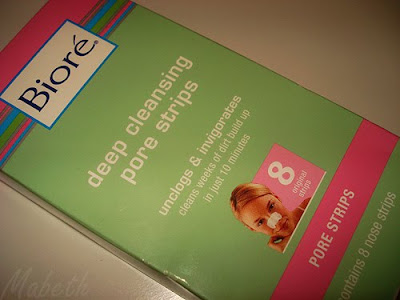 Bioré
deep cleansing
pore strips
unclogs & invigorates
cleans weeks of dirt build up
in just 10 minutes
8
original
strips
PORE STRIPS
contains 8 nose strips
Mabeth